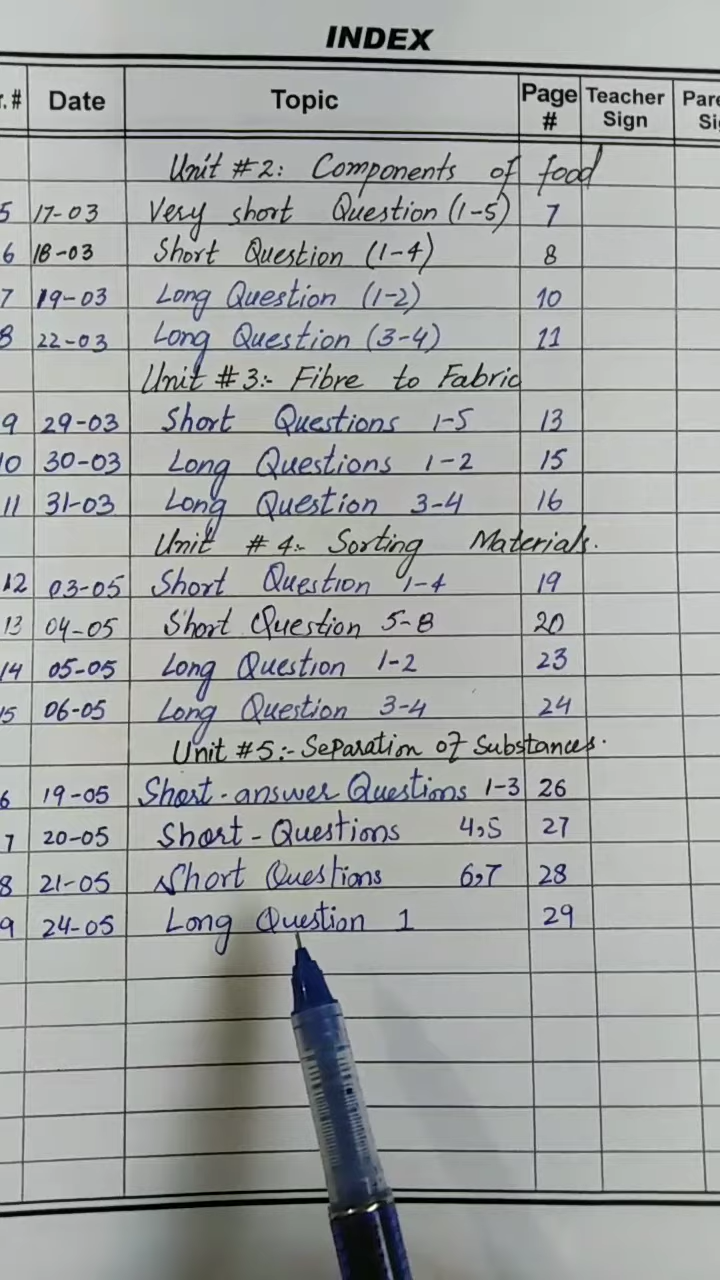 INDEX
r.# Date Topic Page # Teacher Sign Pare Si
Unit #2: Components of food
5 17-03 Very short Question (1-5) 7
6 18-03 Short Question (1-4) 8
7 19-03 Long Question (1-2) 10
8 22-03 Long Question (3-4) 11
Unit #3:- Fibre to Fabric
9 29-03 Short Questions 1-5 13
10 30-03 Long Questions 1-2 15
11 31-03 Long Question 3-4 16
Unit #4:- Sorting Materials.
12 03-05 Short Question 1-4 19
13 04-05 Short Question 5-8 20
14 05-05 Long Question 1-2 23
15 06-05 Long Question 3-4 24
Unit #5:- Separation of Substances.
6 19-05 Short-answer Questions 1-3 26
7 20-05 Short-Questions 4,5 27
8 21-05 Short Questions 6,7 28
9 24-05 Long Question 1 29